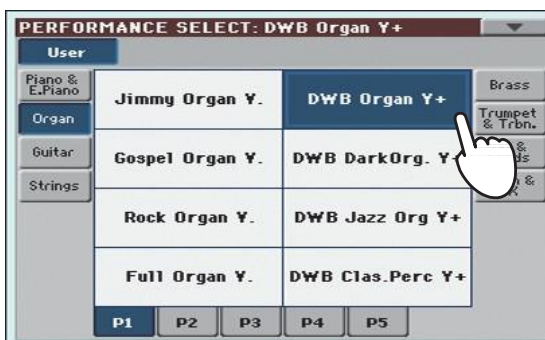 PERFORMANCE SELECT: DWB Organ Y+
User
Piano &
E.Piano
Organ
Guitar
Strings
Jimmy Organ Y.
DWB Organ Y+
Gospel Organ Y.
DWB DarkOrg. Y+
Rock Organ Y.
DWB Jazz Org Y+
Full Organ Y.
DWB Clas.Perc Y+
Brass
Trumpet
& Trbn.
&
&
P1
P2
P3
P4
P5